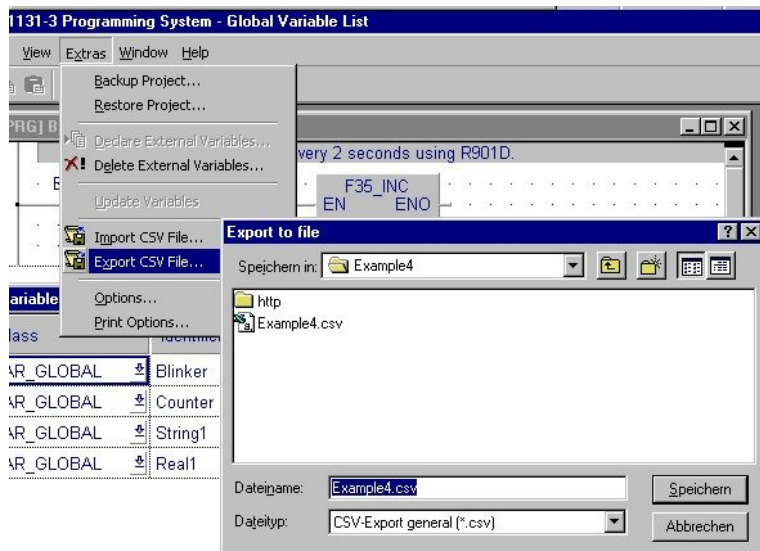 1131-3 Programming System - Global Variable List
View Extras Window Help
Backup Project...
Restore Project...
PRG] B
Declare External Variables...
Delete External Variables...
very 2 seconds using R901D.
F35_INC
EN ENO
Update Variables
Import CSV File...
Export CSV File...
Options...
Print Options...
Export to file
Speichern in: Example4
http
Example4.csv
ariable
lass
AR_GLOBAL Blinker
AR_GLOBAL Counter
AR_GLOBAL String1
AR_GLOBAL Real1
Dateiname: Example4.csv Speichern
Dateityp: CSV-Export general (*.csv) Abbrechen